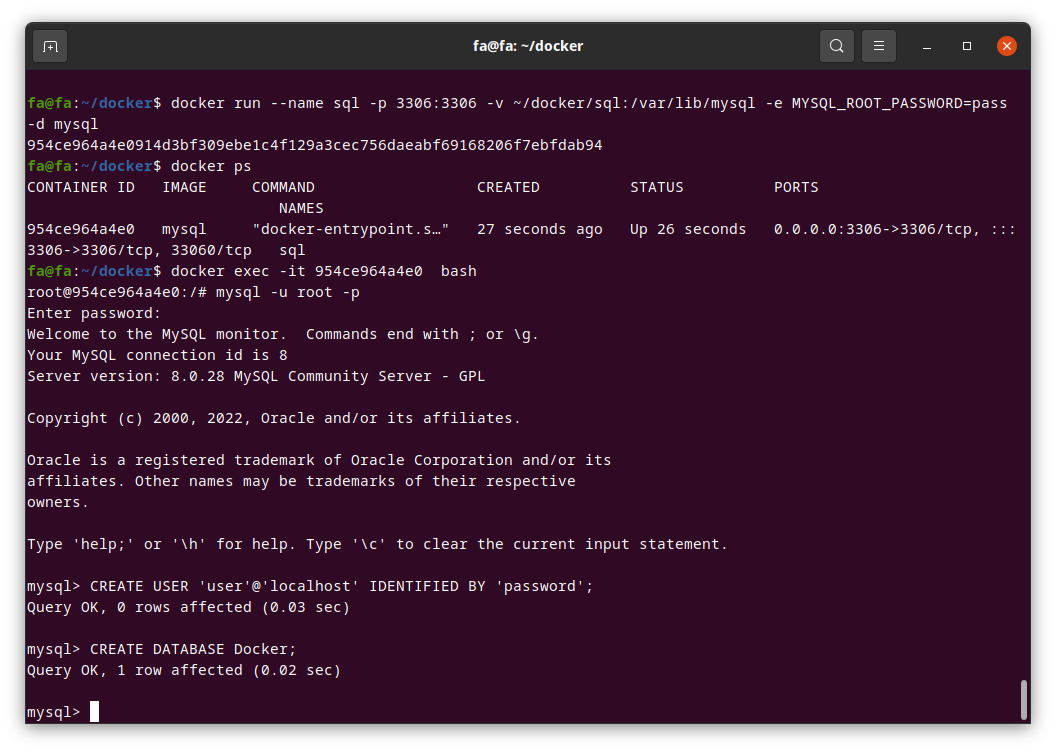 fa@fa: ~/docker
fa@fa:~/docker$ docker run --name sql -p 3306:3306 -v ~/docker/sql:/var/lib/mysql -e MYSQL_ROOT_PASSWORD=pass
-d mysql
954ce964a4e0914d3bf309ebe1c4f129a3cec756daeabf69168206f7ebfdab94
fa@fa:~/docker$ docker ps
CONTAINER ID   IMAGE     COMMAND                  CREATED          STATUS          PORTS
                            NAMES
954ce964a4e0   mysql     "docker-entrypoint.s…"   27 seconds ago   Up 26 seconds   0.0.0.0:3306->3306/tcp, :::
3306->3306/tcp, 33060/tcp   sql
fa@fa:~/docker$ docker exec -it 954ce964a4e0  bash
root@954ce964a4e0:/# mysql -u root -p
Enter password:
Welcome to the MySQL monitor.  Commands end with ; or \g.
Your MySQL connection id is 8
Server version: 8.0.28 MySQL Community Server - GPL
Copyright (c) 2000, 2022, Oracle and/or its affiliates.
Oracle is a registered trademark of Oracle Corporation and/or its
affiliates. Other names may be trademarks of their respective
owners.
Type 'help;' or '\h' for help. Type '\c' to clear the current input statement.
mysql> CREATE USER 'user'@'localhost' IDENTIFIED BY 'password';
Query OK, 0 rows affected (0.03 sec)
mysql> CREATE DATABASE Docker;
Query OK, 1 row affected (0.02 sec)
mysql>